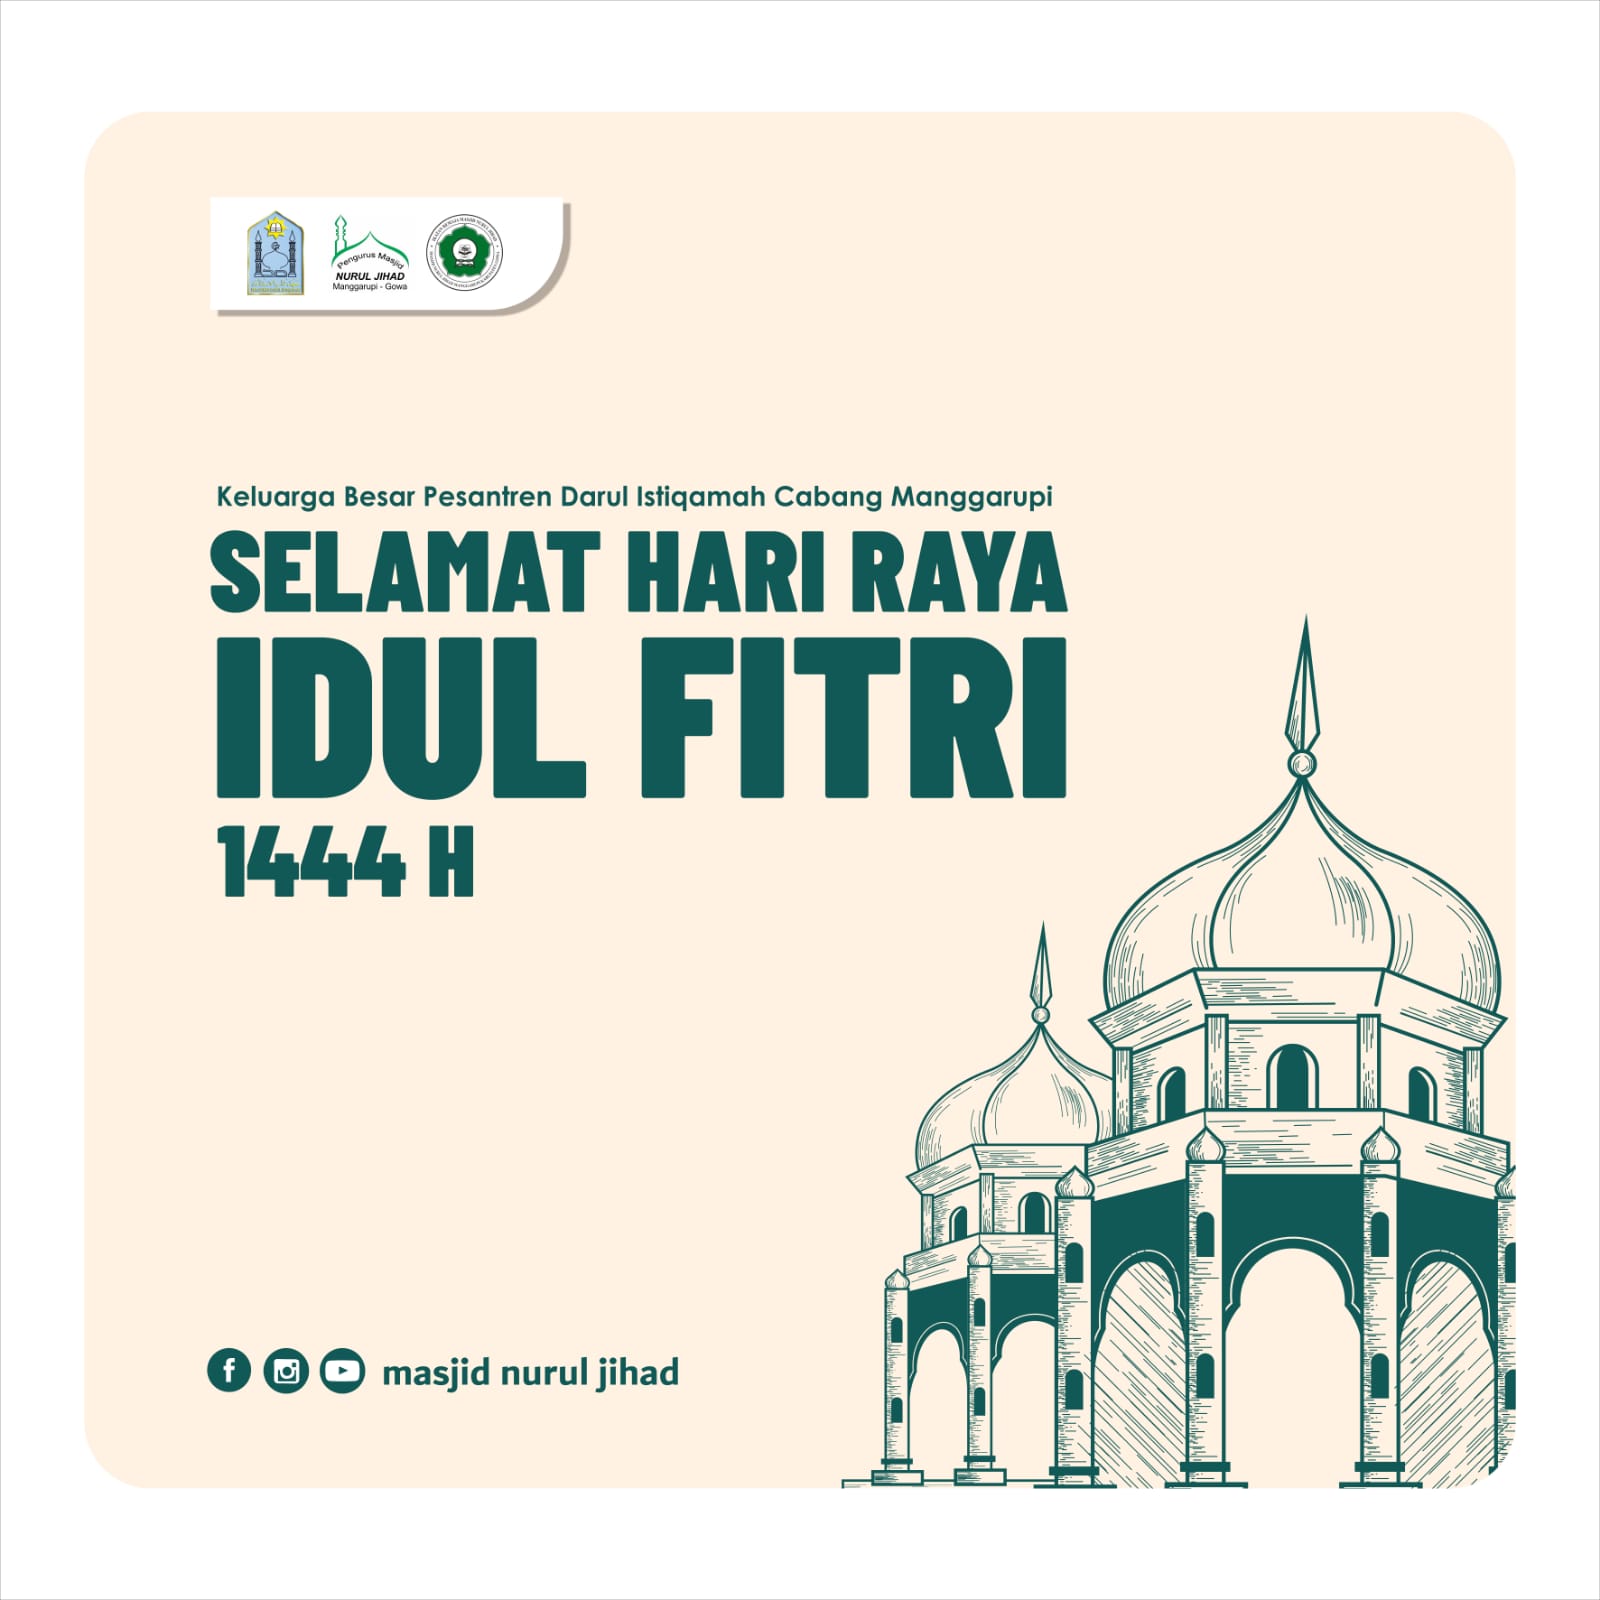 Pengurus Masjid
NURUL JIHAD
Manggarupi - Gowa
Keluarga Besar Pesantren Darul Istiqamah Cabang Manggarupi
SELAMAT HARI RAYA
IDUL FITRI
1444 H
masjid nurul jihad